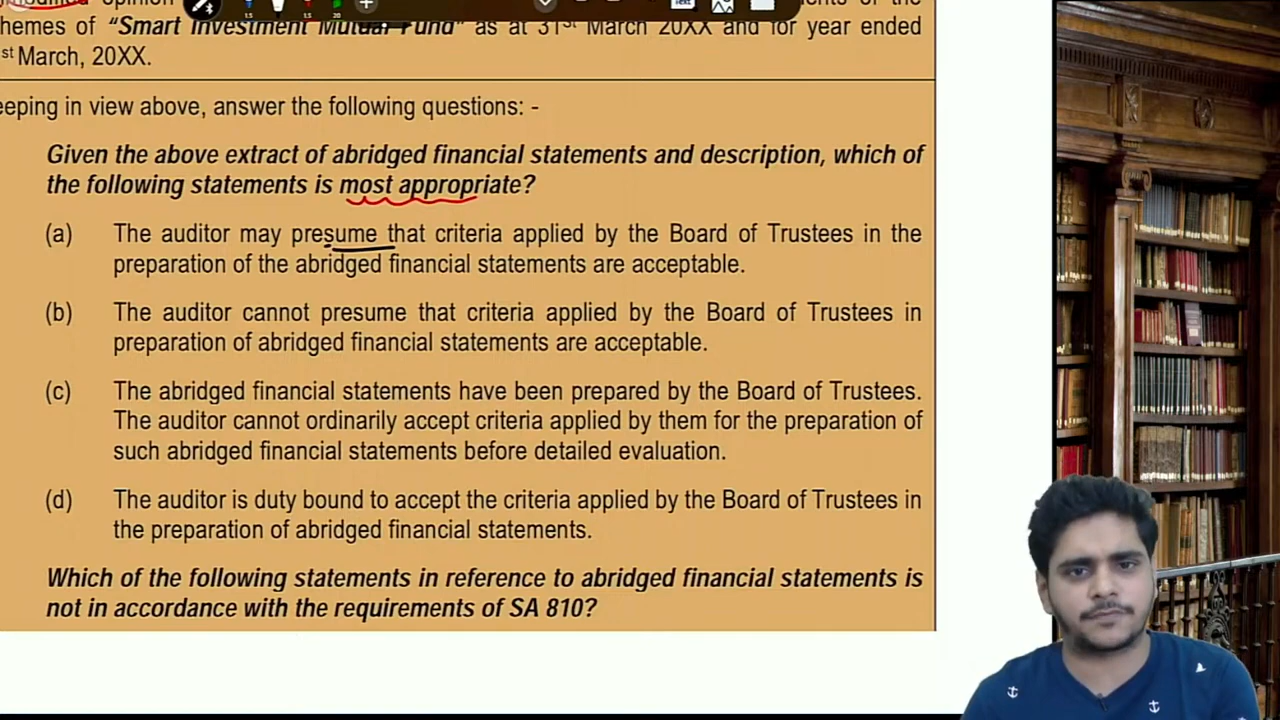 opinion
hemes of "Smart Investment Mutual Fund" as at 31st March 20XX and for year ended
st March, 20XX.
eeping in view above, answer the following questions: -
Given the above extract of abridged financial statements and description, which of
the following statements is most appropriate?
(a) The auditor may presume that criteria applied by the Board of Trustees in the
preparation of the abridged financial statements are acceptable.
(b) The auditor cannot presume that criteria applied by the Board of Trustees in
preparation of abridged financial statements are acceptable.
(c) The abridged financial statements have been prepared by the Board of Trustees.
The auditor cannot ordinarily accept criteria applied by them for the preparation of
such abridged financial statements before detailed evaluation.
(d) The auditor is duty bound to accept the criteria applied by the Board of Trustees in
the preparation of abridged financial statements.
Which of the following statements in reference to abridged financial statements is
not in accordance with the requirements of SA 810?